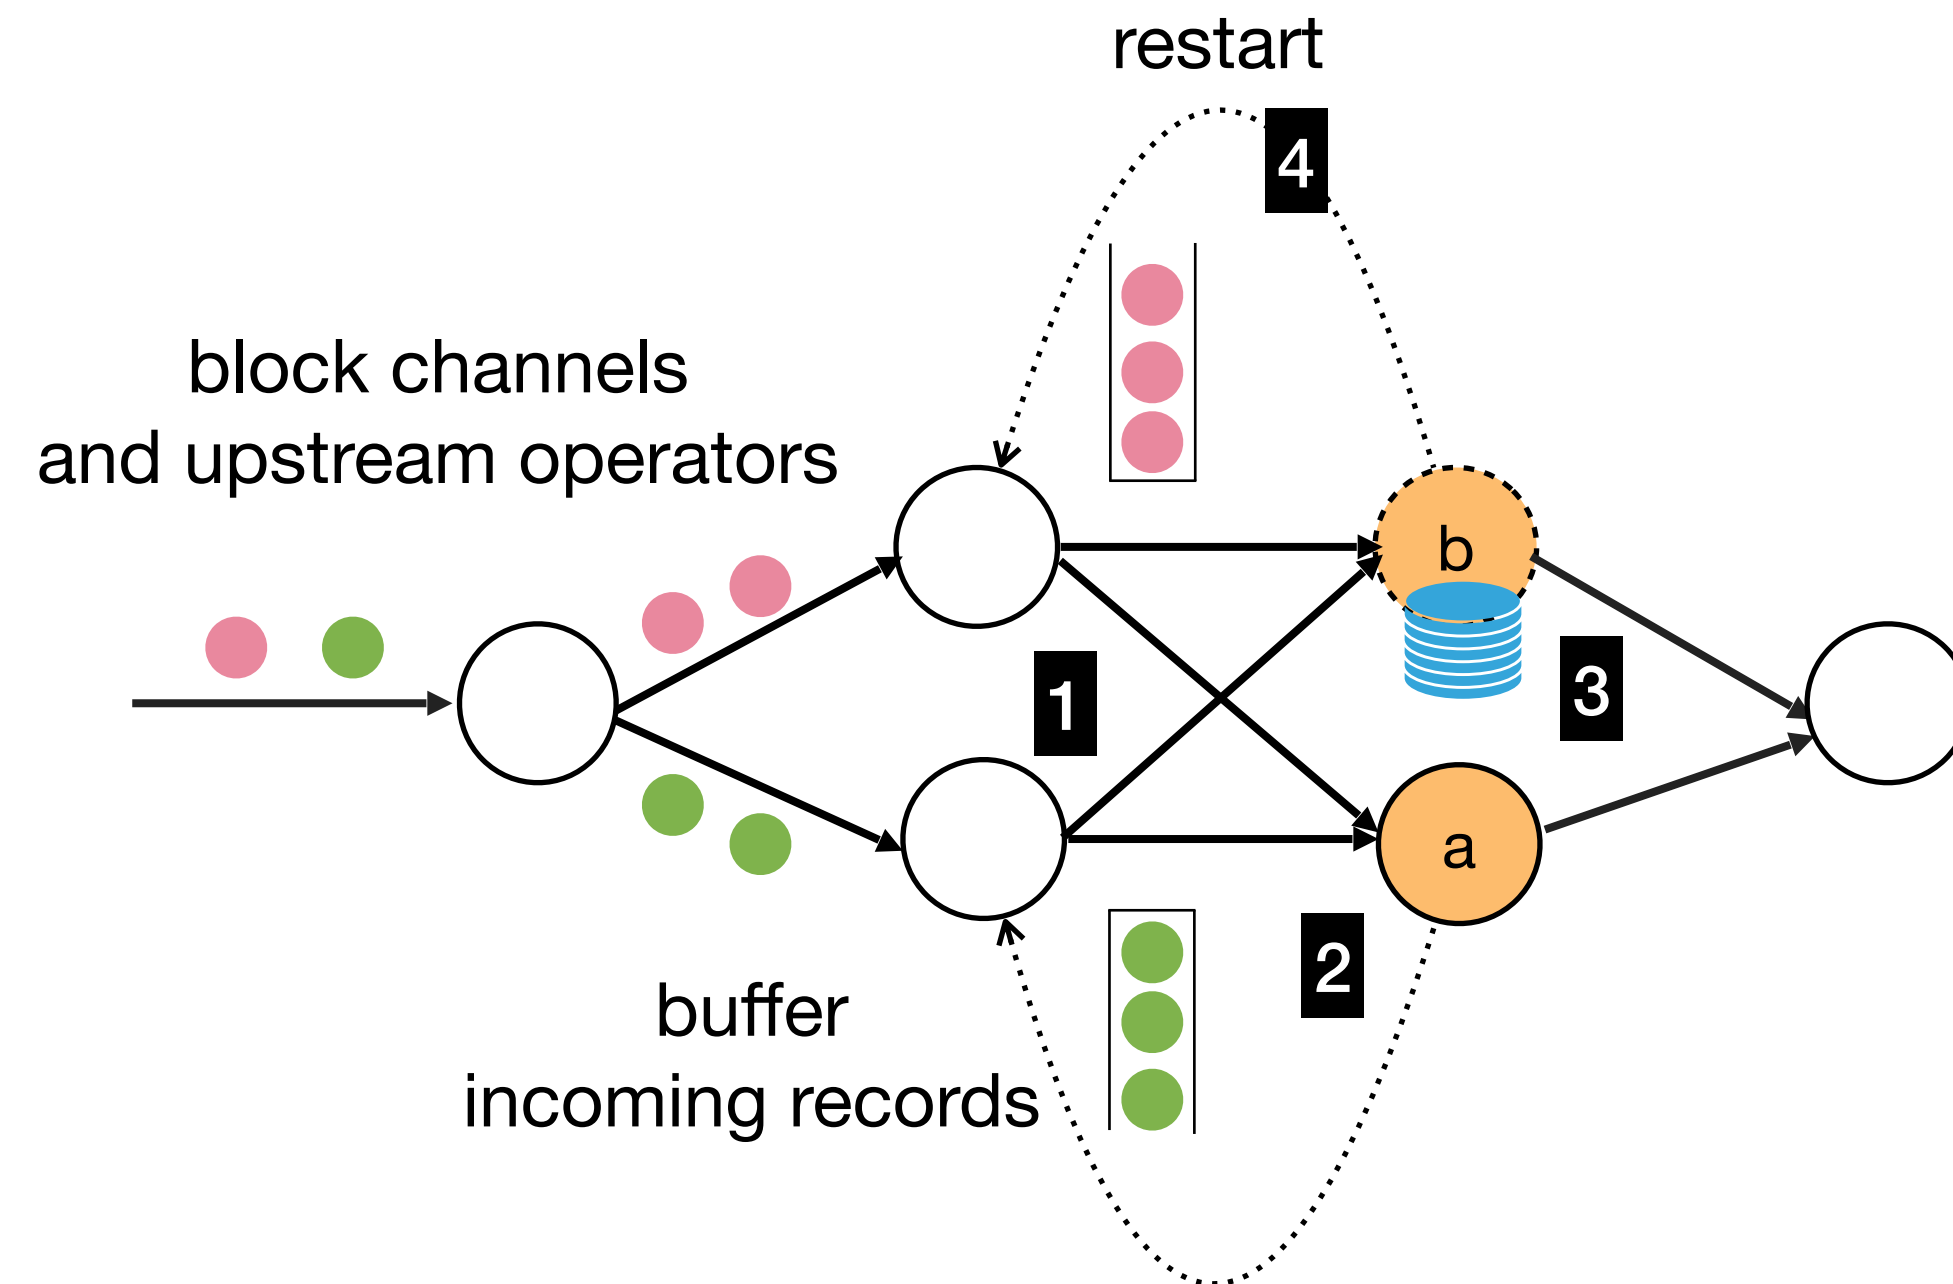 restart
4
block channels
and upstream operators
b
1
3
a
2
buffer
incoming records